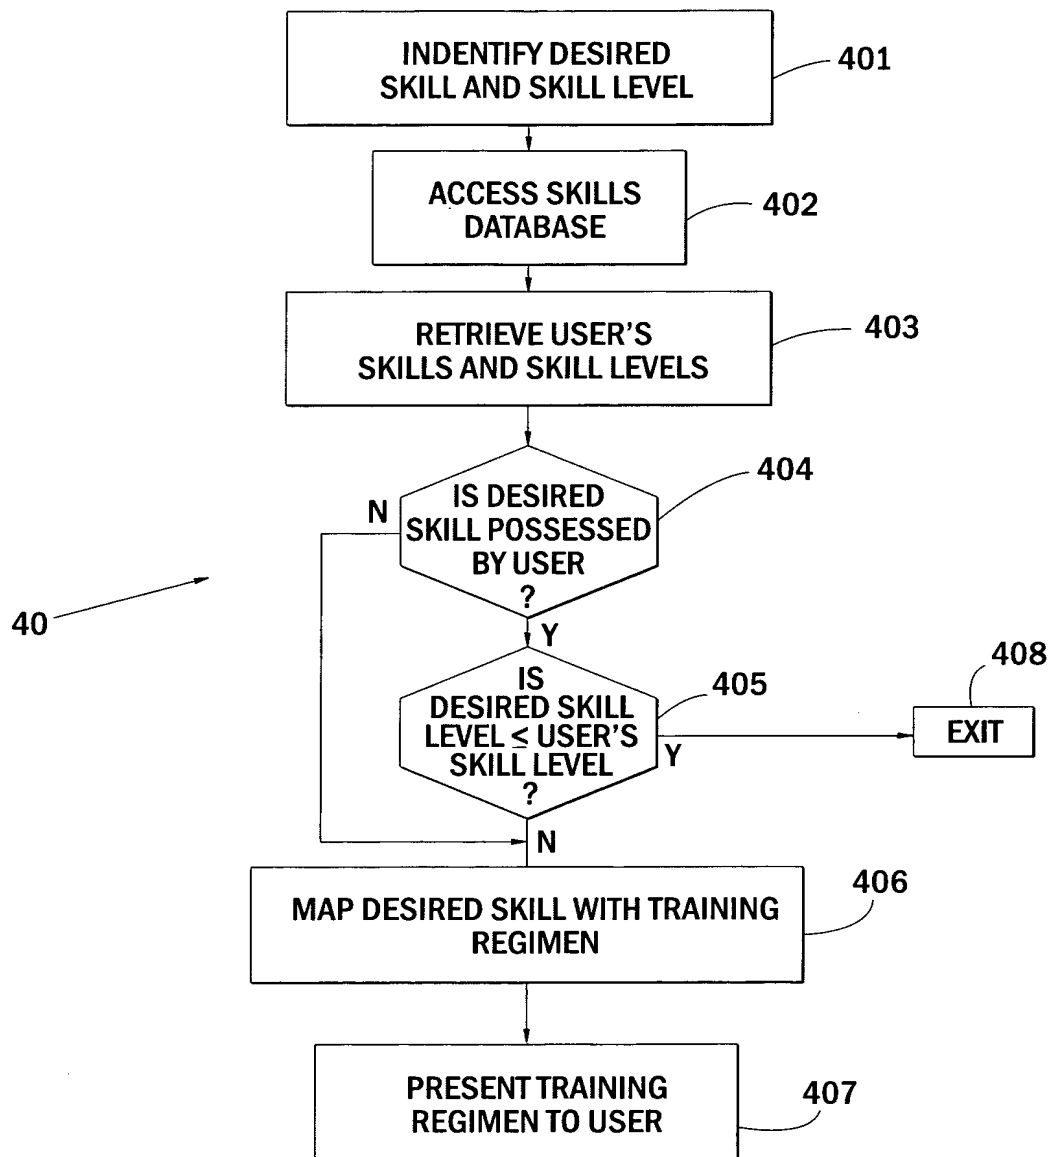 INDENTIFY DESIRED
SKILL AND SKILL LEVEL
401
ACCESS SKILLS
DATABASE
402
RETRIEVE USER'S
SKILLS AND SKILL LEVELS
403
IS DESIRED
SKILL POSSESSED
BY USER
?
404
N
Y
40
IS
DESIRED SKILL
LEVEL ≤ USER'S
SKILL LEVEL
?
405
Y
408
EXIT
N
MAP DESIRED SKILL WITH TRAINING
REGIMEN
406
PRESENT TRAINING
REGIMEN TO USER
407